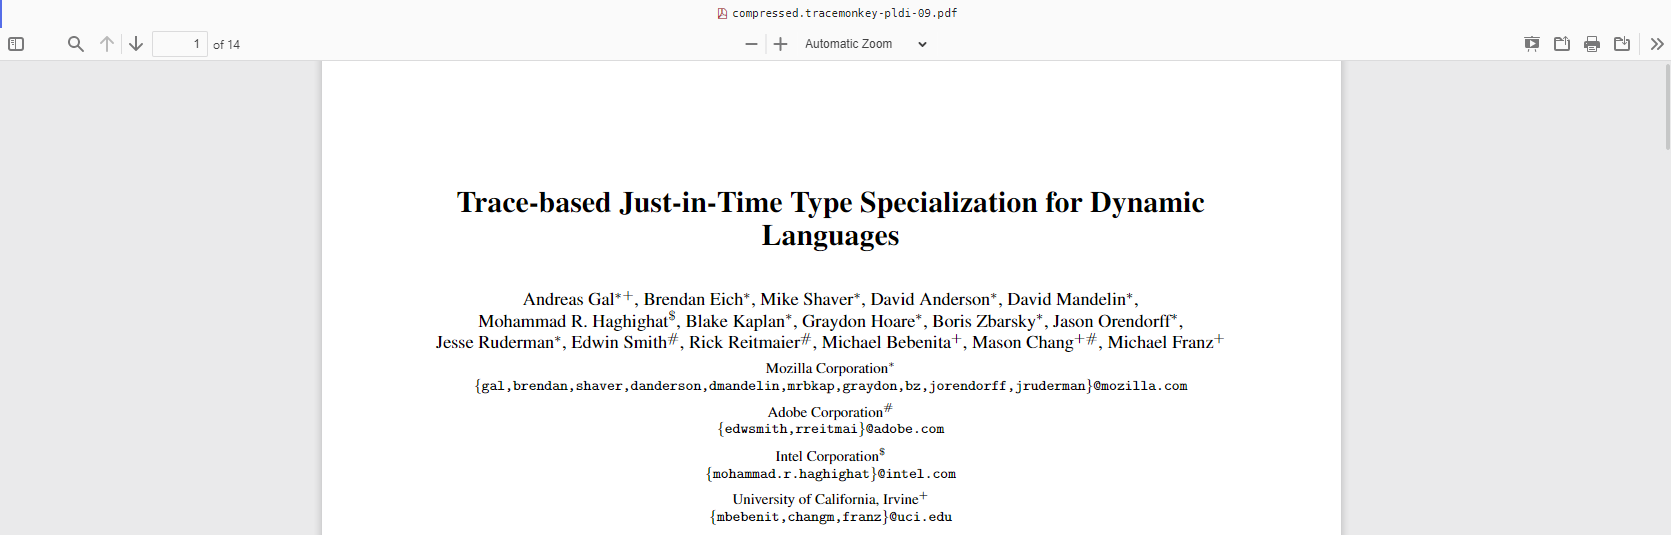 compressed.tracemonkey-pldi-09.pdf
1 of 14 Automatic Zoom
Trace-based Just-in-Time Type Specialization for Dynamic
Languages
Andreas Gal*+, Brendan Eich*, Mike Shaver*, David Anderson*, David Mandelin*,
Mohammad R. Haghighat$, Blake Kaplan*, Graydon Hoare*, Boris Zbarsky*, Jason Orendorff*,
Jesse Ruderman*, Edwin Smith#, Rick Reitmaier#, Michael Bebenita+, Mason Chang+#, Michael Franz+
Mozilla Corporation*
{gal,brendan,shaver,danderson,dmandelin,mrbkap,graydon,bz,jorendorff,jruderman}@mozilla.com
Adobe Corporation#
{edwsmith,rreitmai}@adobe.com
Intel Corporation$
{mohammad.r.haghighat}@intel.com
University of California, Irvine+
{mbebenit,changm,franz}@uci.edu